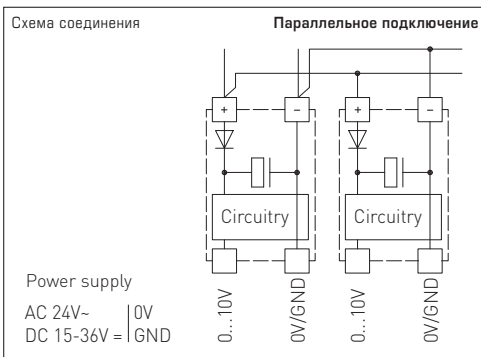 Схема соединения
Параллельное подключение
+ − + −
Circuitry Circuitry
Power supply
AC 24V~ | 0V
DC 15-36V = | GND
0...10V
0V/GND
0...10V
0V/GND